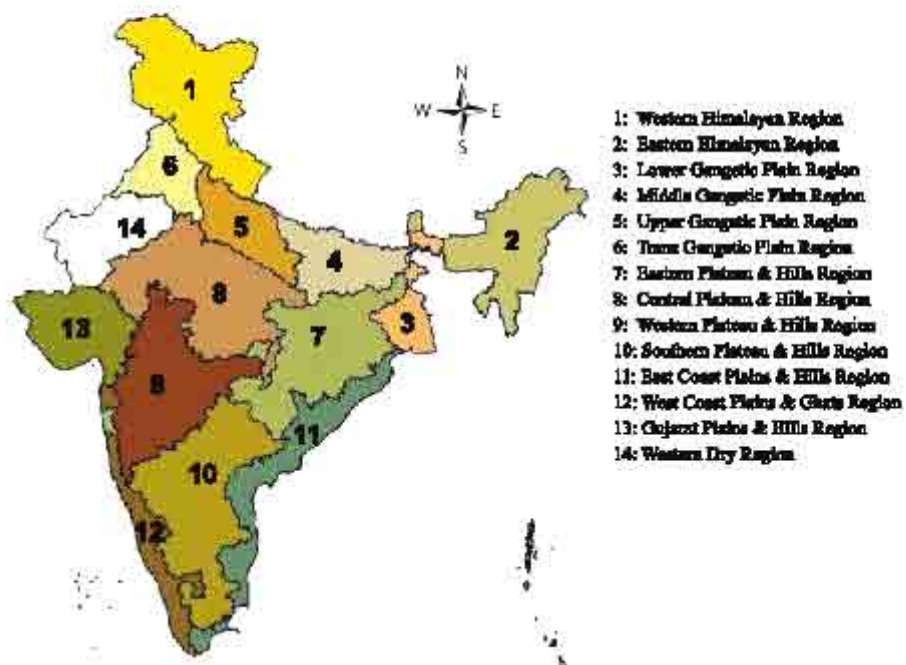 1
N
W E
S
6
14
5
2
4
8
13
7
3
9
11
10
12
1: Western Himalayan Region
2: Eastern Himalayan Region
3: Lower Gangetic Plain Region
4: Middle Gangetic Plain Region
5: Upper Gangetic Plain Region
6: Trans Gangetic Plain Region
7: Eastern Plateau & Hills Region
8: Central Plateau & Hills Region
9: Western Plateau & Hills Region
10: Southern Plateau & Hills Region
11: East Coast Plains & Hills Region
12: West Coast Plains & Ghats Region
13: Gujarat Plains & Hills Region
14: Western Dry Region